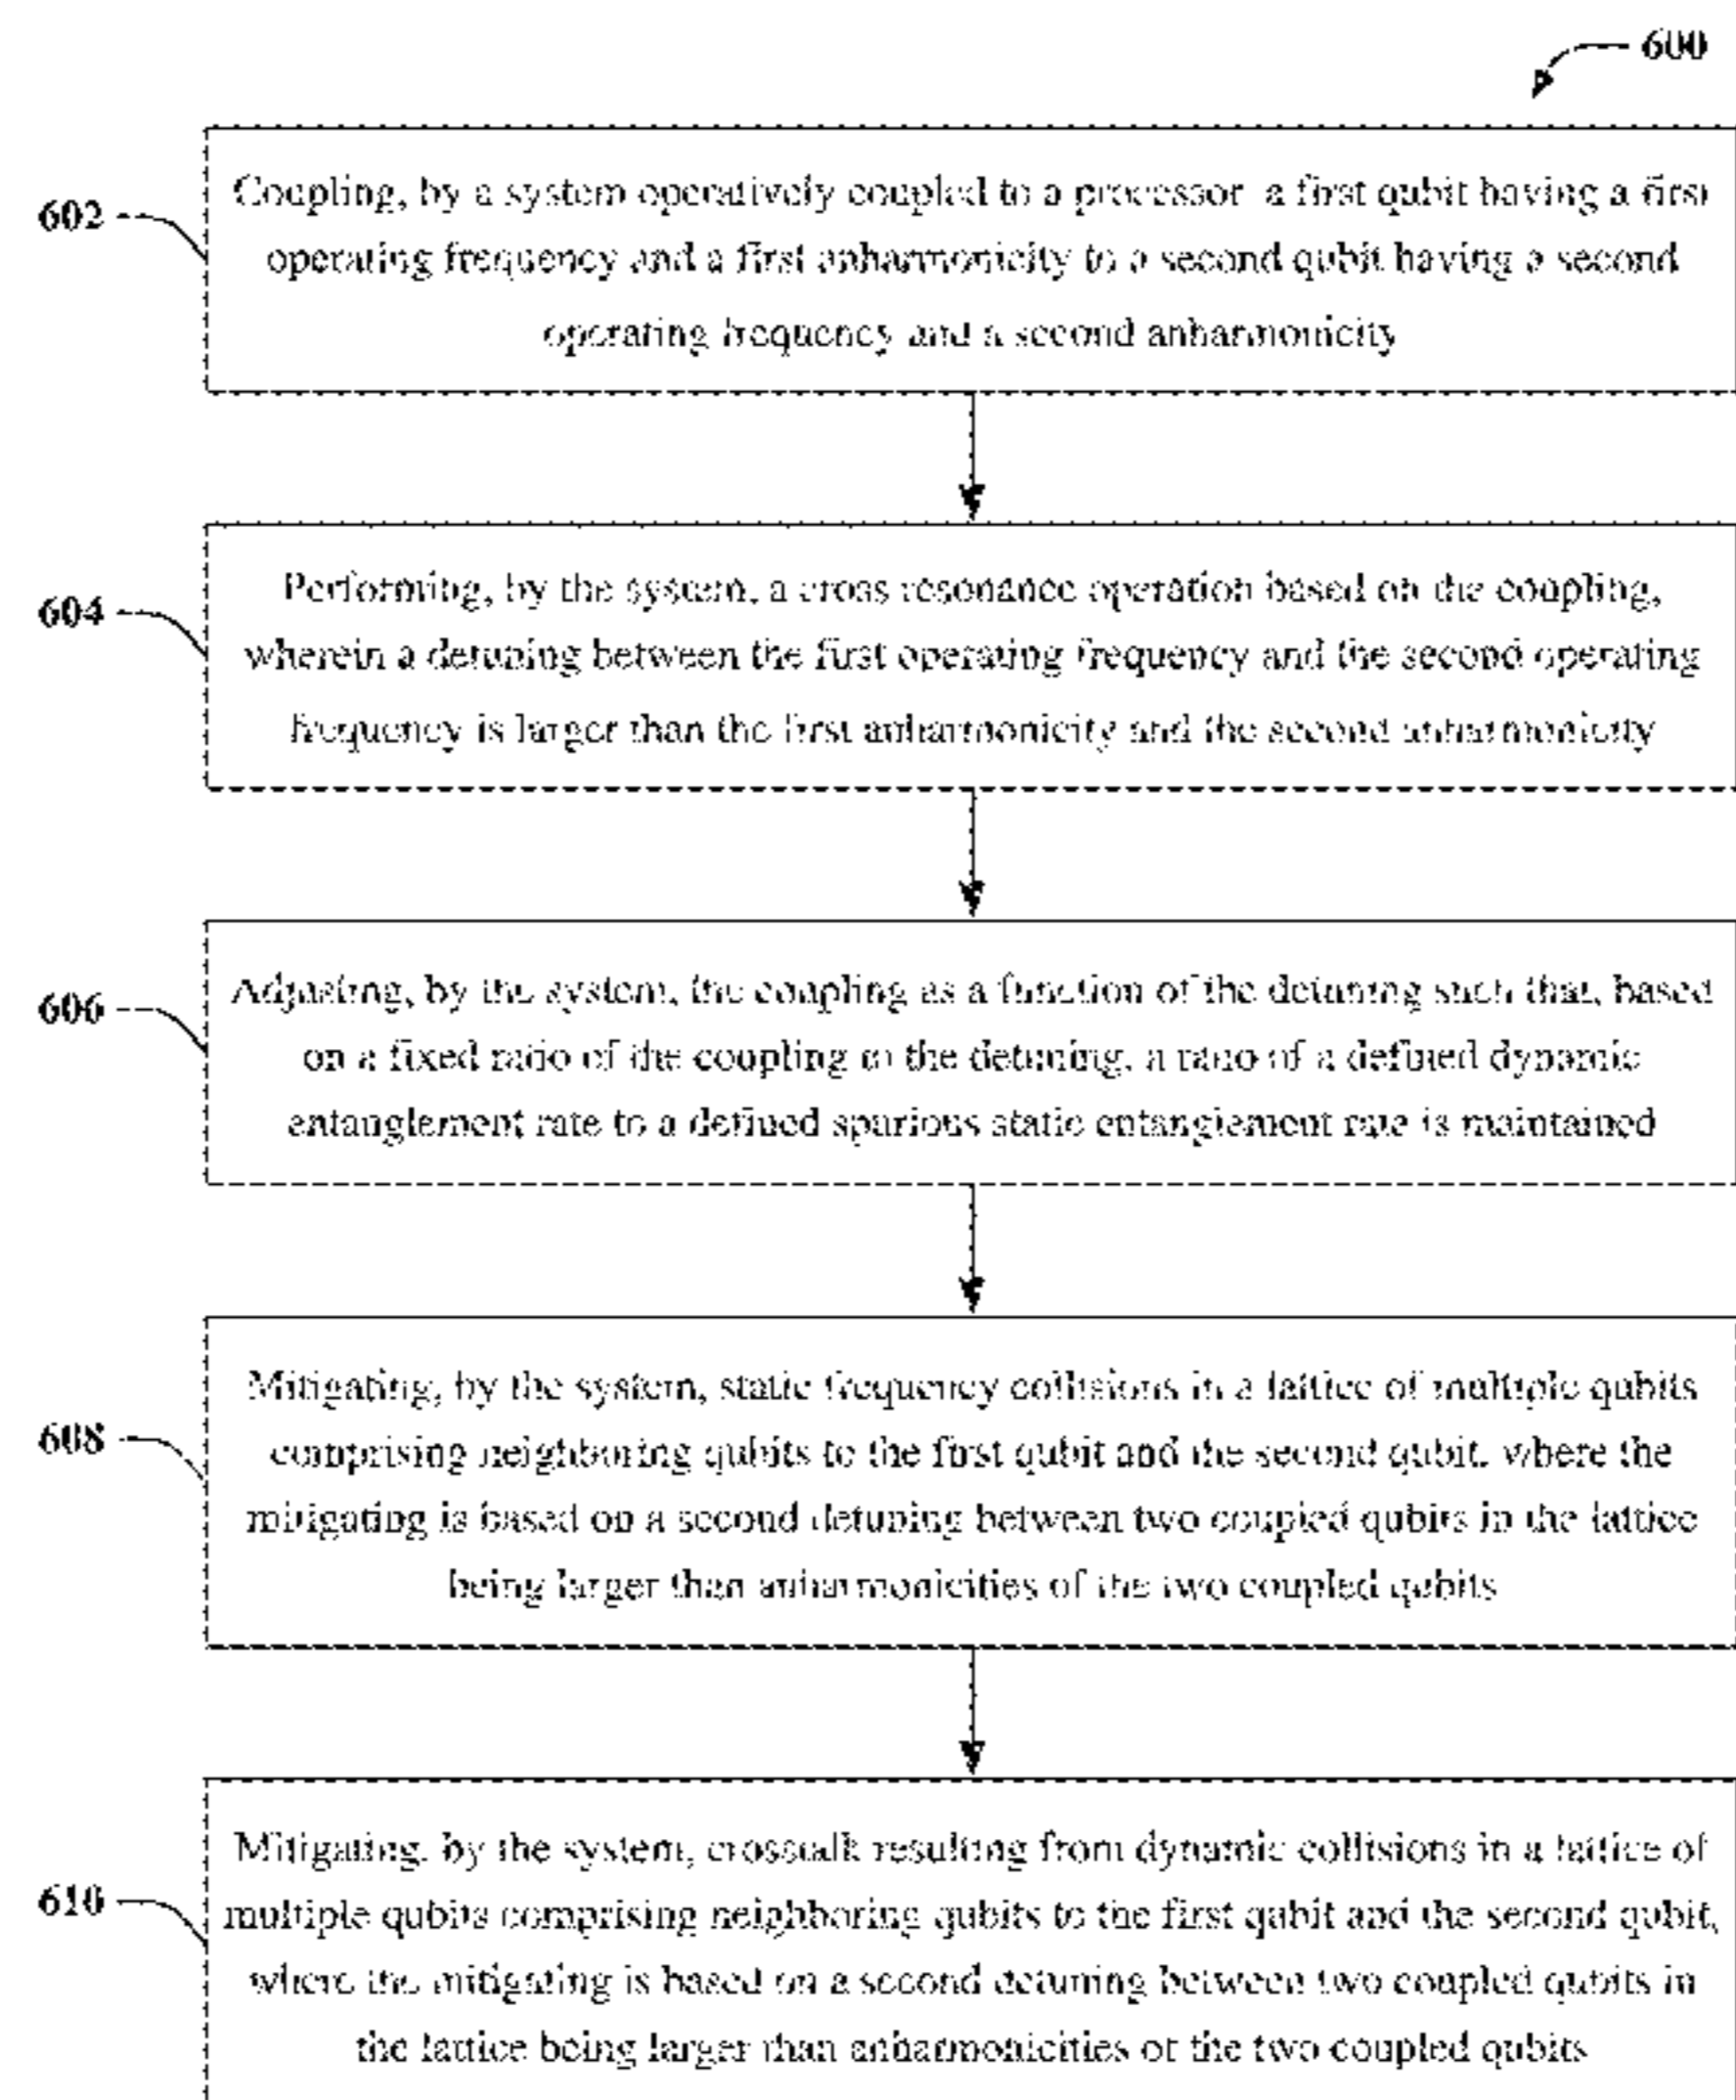 600
602
Coupling, by a system operatively coupled to a processor a first qubit having a first
operating frequency and a first anharmonicity to a second qubit having a second
operating frequency and a second anharmonicity
604
Performing, by the system, a cross resonance operation based on the coupling,
wherein a detuning between the first operating frequency and the second operating
frequency is larger than the first anharmonicity and the second anharmonicity
606
Adjusting, by the system, the coupling as a function of the detuning such that, based
on a fixed ratio of the coupling to the detuning, a ratio of a defined dynamic
entanglement rate to a defined spurious static entanglement rate is maintained
608
Mitigating, by the system, static frequency collisions in a lattice of multiple qubits
comprising neighboring qubits to the first qubit and the second qubit, where the
mitigating is based on a second detuning between two coupled qubits in the lattice
being larger than anharmonicities of the two coupled qubits
610
Mitigating, by the system, crosstalk resulting from dynamic collisions in a lattice of
multiple qubits comprising neighboring qubits to the first qubit and the second qubit,
where the mitigating is based on a second detuning between two coupled qubits in
the lattice being larger than anharmonicities of the two coupled qubits